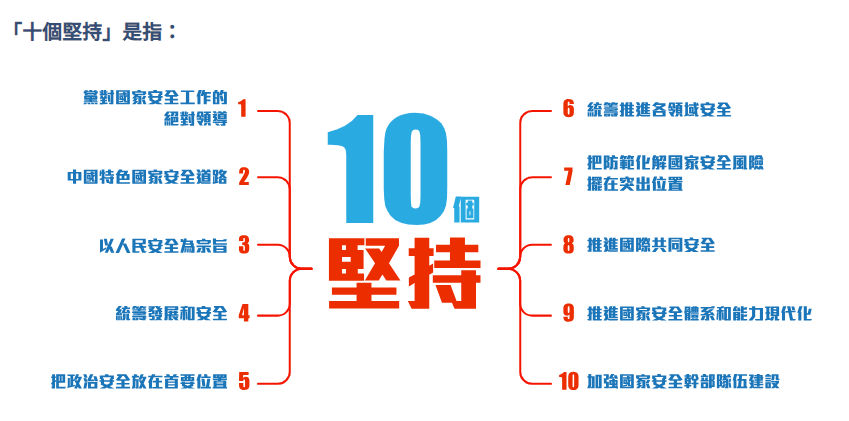 「十個堅持」是指：
黨對國家安全工作的
絕對領導
1
中國特色國家安全道路 2
以人民安全為宗旨 3
統籌發展和安全 4
把政治安全放在首要位置 5
10個
堅持
6 統籌推進各領域安全
7 把防範化解國家安全風險
擺在突出位置
8 推進國際共同安全
9 推進國家安全體系和能力現代化
10 加強國家安全幹部隊伍建設